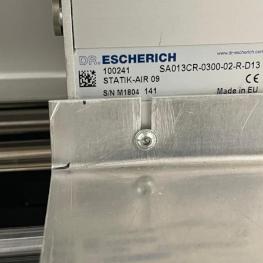 DR. ESCHERICH
www.dr-escherich.com
100241 SA013CR-0300-02-R-D13
STATIK-AIR 09
S/N M1804 141 Made in EU